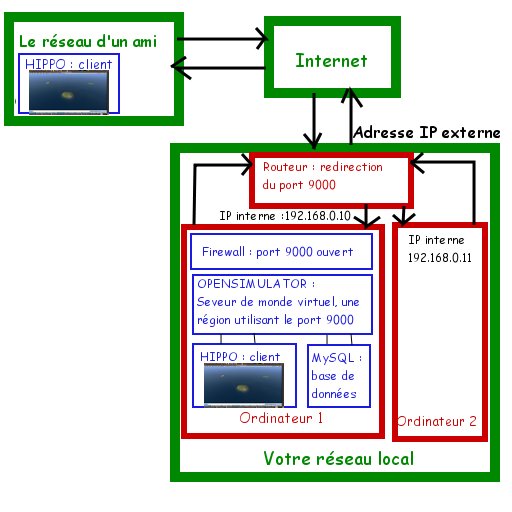 Le réseau d'un ami
HIPPO : client
Internet
Adresse IP externe
Routeur : redirection
du port 9000
IP interne :192.168.0.10
IP interne
192.168.0.11
Firewall : port 9000 ouvert
OPENSIMULATOR :
Seveur de monde virtuel, une
région utilisant le port 9000
HIPPO : client
MySQL :
base de
données
Ordinateur 1
Ordinateur 2
Votre réseau local